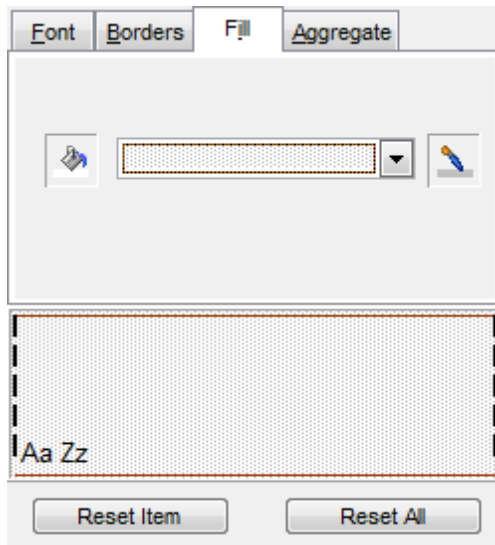 Font Borders Fill Aggregate
Aa Zz
Reset Item Reset All